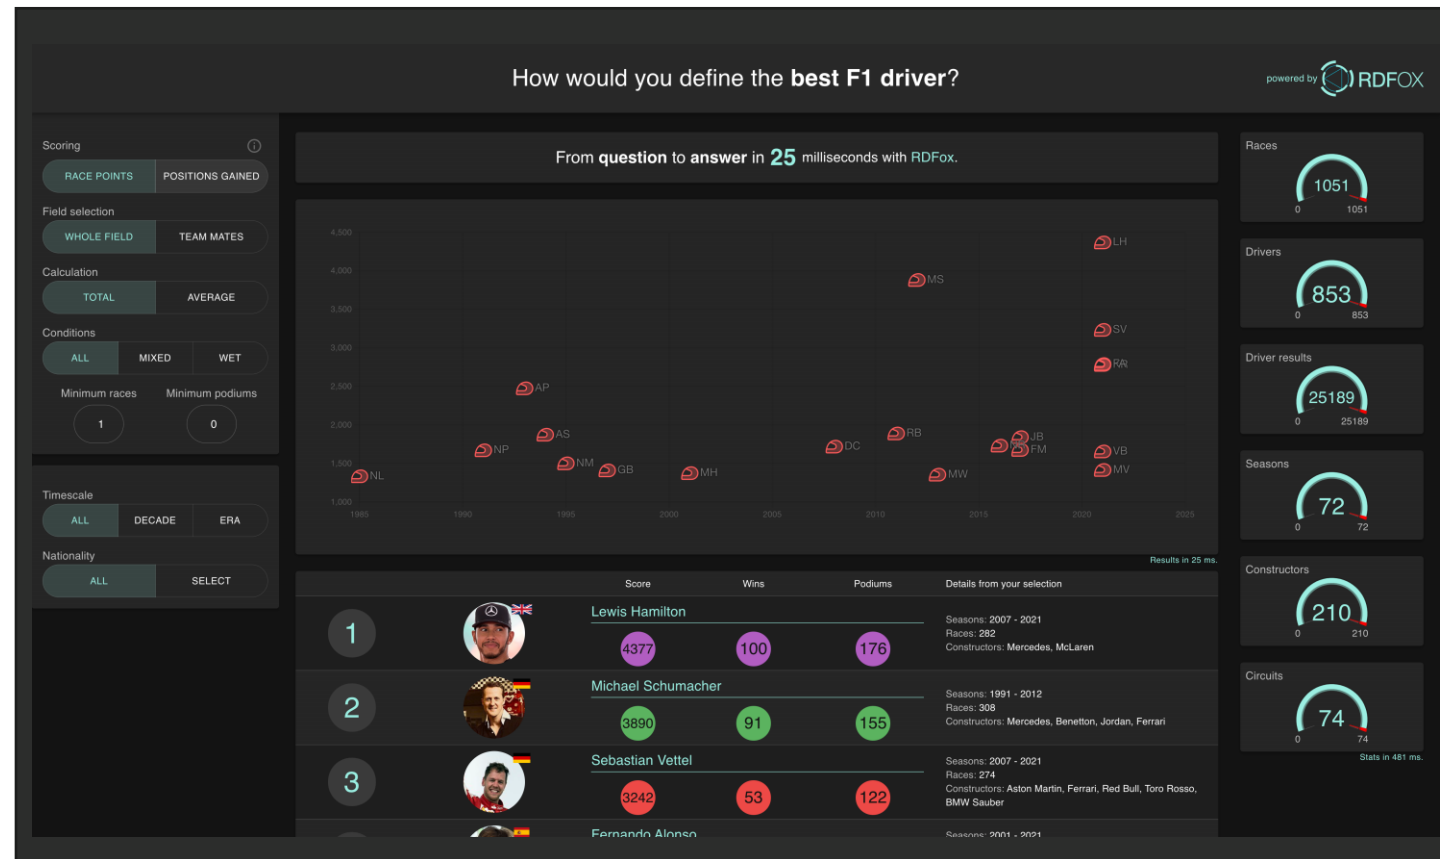 How would you define the best F1 driver?
powered by RDFOX
Scoring
RACE POINTS
POSITIONS GAINED
Field selection
WHOLE FIELD
TEAM MATES
Calculation
TOTAL
AVERAGE
Conditions
ALL
MIXED
WET
Minimum races
Minimum podiums
1
0
Timescale
ALL
DECADE
ERA
Nationality
ALL
SELECT
From question to answer in 25 milliseconds with RDFox.
4,500
4,000
3,500
3,000
2,500
2,000
1,500
1,000
1985
1990
1995
2000
2005
2010
2015
2020
2025
LH
MS
SV
AP
AS
NP
NM
NL
GB
MH
DC
RB
MW
JB
FM
VB
MV
Results in 25 ms.
Score
Wins
Podiums
Details from your selection
1
Lewis Hamilton
4377
100
176
Seasons: 2007 - 2021
Races: 282
Constructors: Mercedes, McLaren
2
Michael Schumacher
3890
91
155
Seasons: 1991 - 2012
Races: 308
Constructors: Mercedes, Benetton, Jordan, Ferrari
3
Sebastian Vettel
3242
53
122
Seasons: 2007 - 2021
Races: 274
Constructors: Aston Martin, Ferrari, Red Bull, Toro Rosso,
BMW Sauber
Fernando Alonso
Seasons: 2001 - 2021
Races
1051
0
1051
Drivers
853
0
853
Driver results
25189
0
25189
Seasons
72
0
72
Constructors
210
0
210
Circuits
74
0
74
Stats in 481 ms.